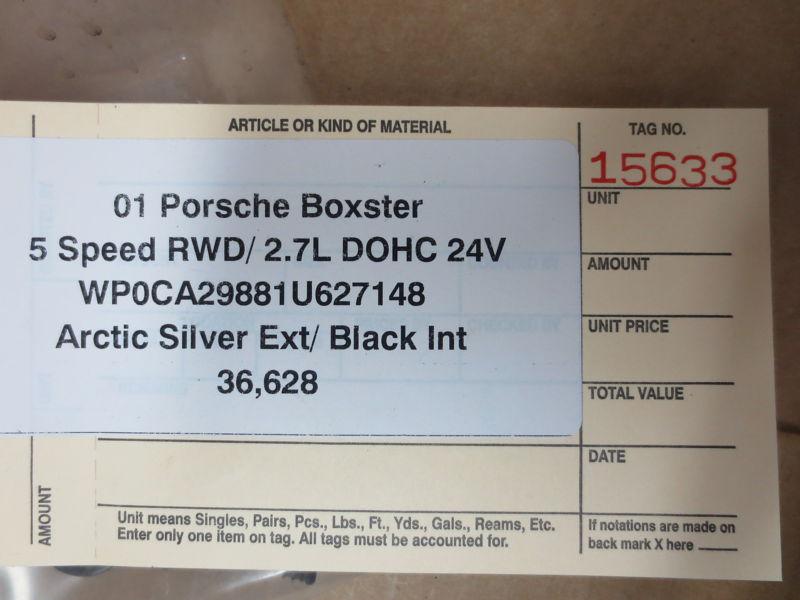 ARTICLE OR KIND OF MATERIAL
TAG NO.
15633
01 Porsche Boxster
5 Speed RWD/ 2.7L DOHC 24V
WP0CA29881U627148
Arctic Silver Ext/ Black Int
36,628
UNIT
AMOUNT
UNIT PRICE
TOTAL VALUE
DATE
AMOUNT
Unit means Singles, Pairs, Pcs., Lbs., Ft., Yds., Gals., Reams, Etc.
Enter only one item on tag. All tags must be accounted for.
If notations are made on
back mark X here